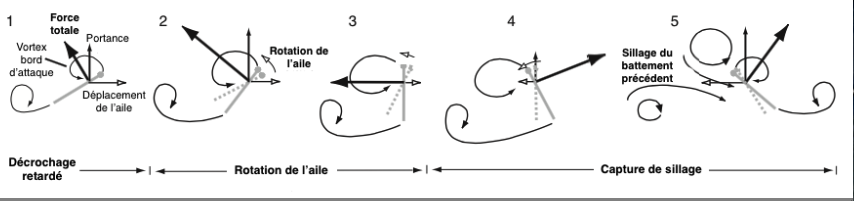 1
2
3
4
5
Force
totale
Portance
Vortex
bord
d'attaque
Déplacement
de l'aile
Rotation de
l'aile
Sillage du
battement
précédent
Décrochage
retardé
Rotation de l'aile
Capture de sillage